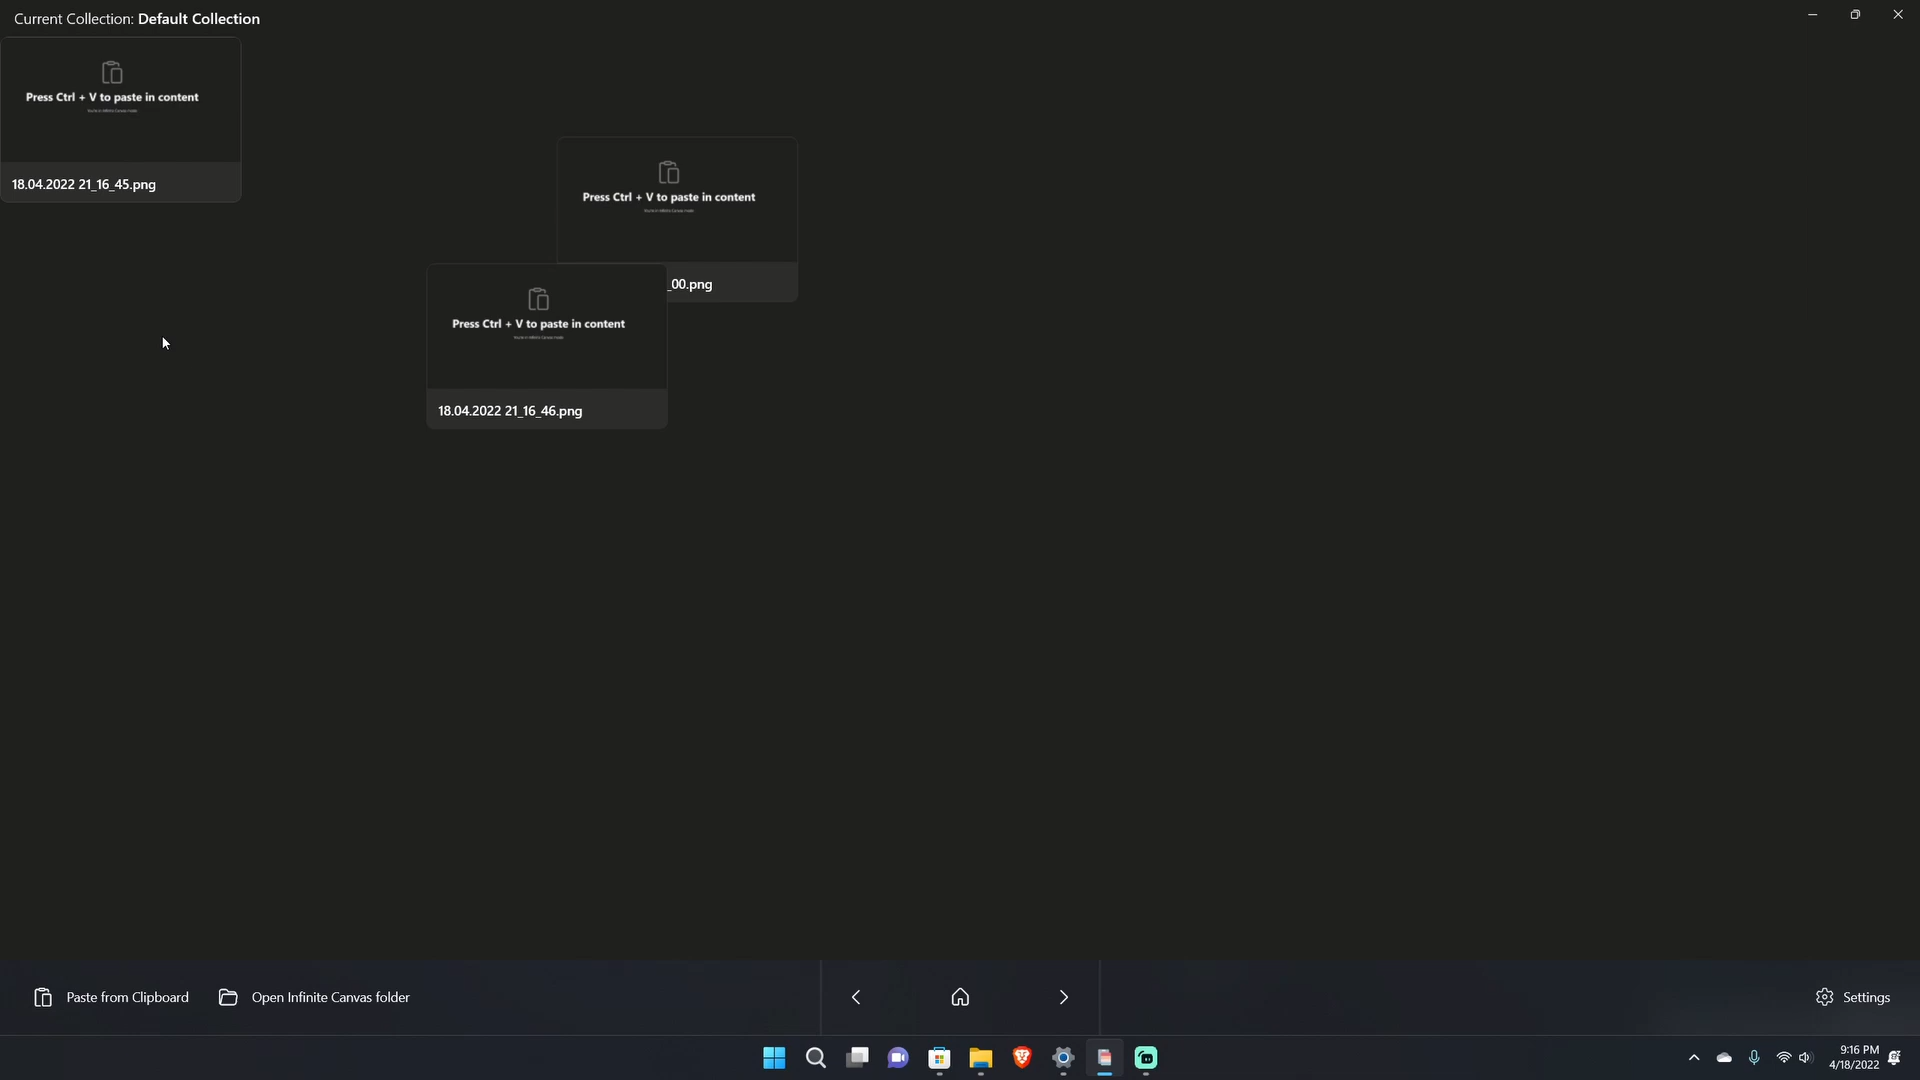 Current Collection: Default Collection
Press Ctrl + V to paste in content
18.04.2022 21_16_45.png
Press Ctrl + V to paste in content
_00.png
Press Ctrl + V to paste in content
18.04.2022 21_16_46.png
Paste from Clipboard
Open Infinite Canvas folder
Settings
9:16 PM
4/18/2022